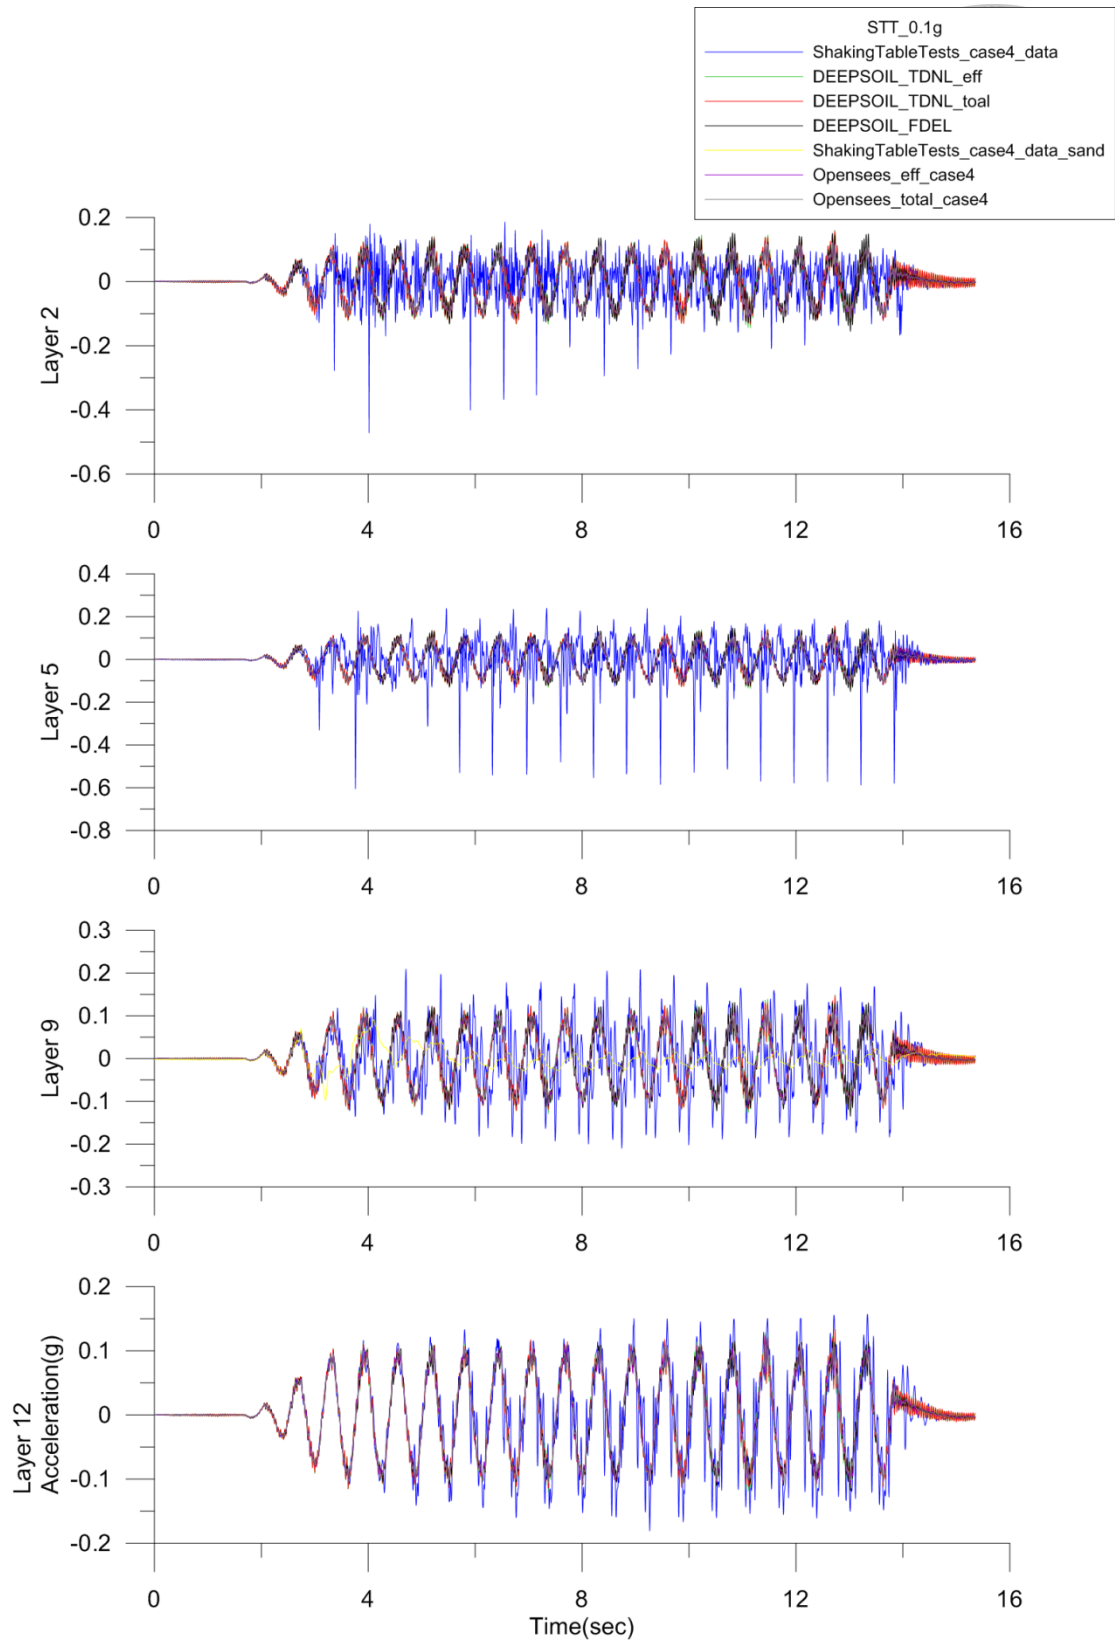 STT_0.1g
ShakingTableTests_case4_data
DEEPSOIL_TDNL_eff
DEEPSOIL_TDNL_toal
DEEPSOIL_FDEL
ShakingTableTests_case4_data_sand
Opensees_eff_case4
Opensees_total_case4
0.2
0
-0.2
-0.4
-0.6
Layer 2
0 4 8 12 16
0.4
0.2
0
-0.2
-0.4
-0.6
-0.8
Layer 5
0 4 8 12 16
0.3
0.2
0.1
0
-0.1
-0.2
-0.3
Layer 9
0 4 8 12 16
0.2
0.1
0
-0.1
-0.2
Layer 12
Acceleration(g)
0 4 8 12 16
Time(sec)